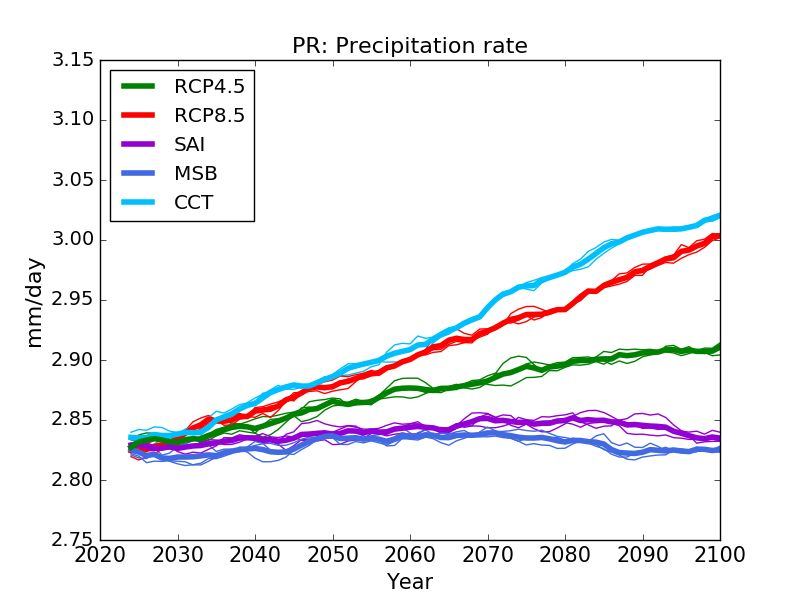 PR: Precipitation rate
3.15
3.10
3.05
3.00
2.95
2.90
2.85
2.80
2.75
mm/day
RCP4.5
RCP8.5
SAI
MSB
CCT
2020 2030 2040 2050 2060 2070 2080 2090 2100
Year